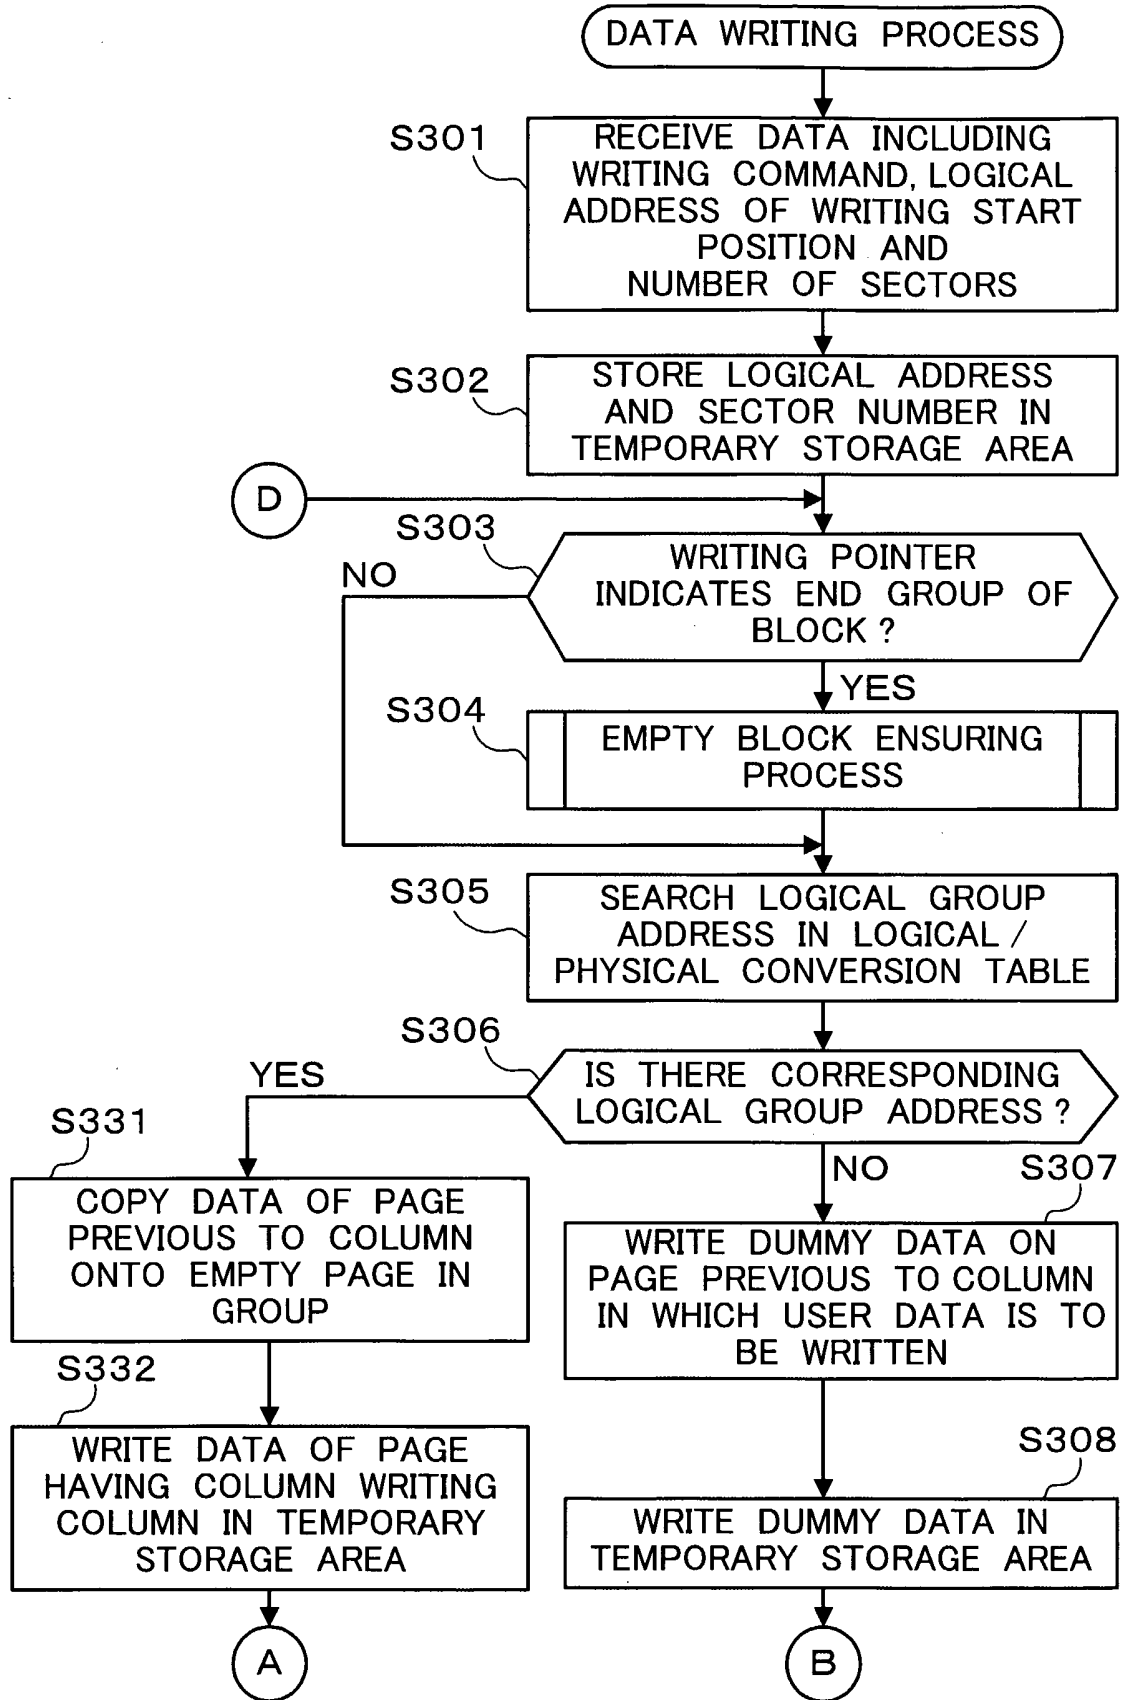 DATA WRITING PROCESS
S301
RECEIVE DATA INCLUDING
WRITING COMMAND, LOGICAL
ADDRESS OF WRITING START
POSITION AND
NUMBER OF SECTORS
S302
STORE LOGICAL ADDRESS
AND SECTOR NUMBER IN
TEMPORARY STORAGE AREA
D
S303
WRITING POINTER
INDICATES END GROUP OF
BLOCK ?
NO
YES
S304
EMPTY BLOCK ENSURING
PROCESS
S305
SEARCH LOGICAL GROUP
ADDRESS IN LOGICAL /
PHYSICAL CONVERSION TABLE
S306
IS THERE CORRESPONDING
LOGICAL GROUP ADDRESS ?
YES
NO
S331
COPY DATA OF PAGE
PREVIOUS TO COLUMN
ONTO EMPTY PAGE IN
GROUP
S307
WRITE DUMMY DATA ON
PAGE PREVIOUS TO COLUMN
IN WHICH USER DATA IS TO
BE WRITTEN
S332
WRITE DATA OF PAGE
HAVING COLUMN WRITING
COLUMN IN TEMPORARY
STORAGE AREA
S308
WRITE DUMMY DATA IN
TEMPORARY STORAGE AREA
A
B